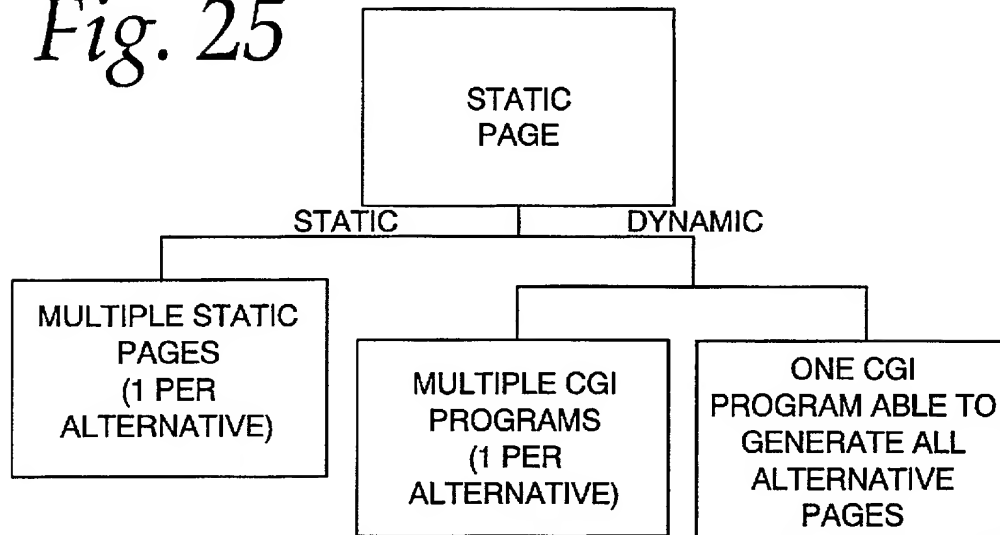 Fig. 25
STATIC
PAGE
STATIC
DYNAMIC
MULTIPLE STATIC
PAGES
(1 PER
ALTERNATIVE)
MULTIPLE CGI
PROGRAMS
(1 PER
ALTERNATIVE)
ONE CGI
PROGRAM ABLE TO
GENERATE ALL
ALTERNATIVE
PAGES